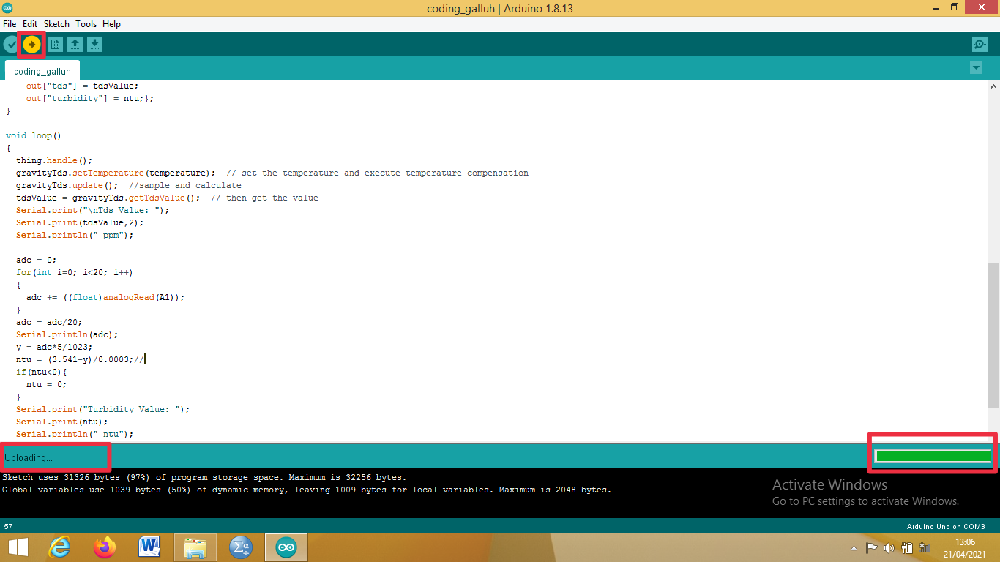 coding_galluh | Arduino 1.8.13
File Edit Sketch Tools Help
coding_galluh
out["tds"] = tdsValue;
out["turbidity"] = ntu;};
}
void loop()
{
thing.handle();
gravityTds.setTemperature(temperature);  // set the temperature and execute temperature compensation
gravityTds.update();  //sample and calculate
tdsValue = gravityTds.getTdsValue();  // then get the value
Serial.print("\nTds Value: ");
Serial.print(tdsValue,2);
Serial.println(" ppm");
adc = 0;
for(int i=0; i<20; i++)
{
adc += ((float)analogRead(A1));
}
adc = adc/20;
Serial.println(adc);
y = adc*5/1023;
ntu = (3.541-y)/0.0003;//
if(ntu<0){
ntu = 0;
}
Serial.print("Turbidity Value: ");
Serial.print(ntu);
Serial.println(" ntu");
Uploading...
Sketch uses 31326 bytes (97%) of program storage space. Maximum is 32256 bytes.
Global variables use 1039 bytes (50%) of dynamic memory, leaving 1009 bytes for local variables. Maximum is 2048 bytes.
Activate Windows
Go to PC settings to activate Windows.
57
Arduino Uno on COM3
13:06
21/04/2021